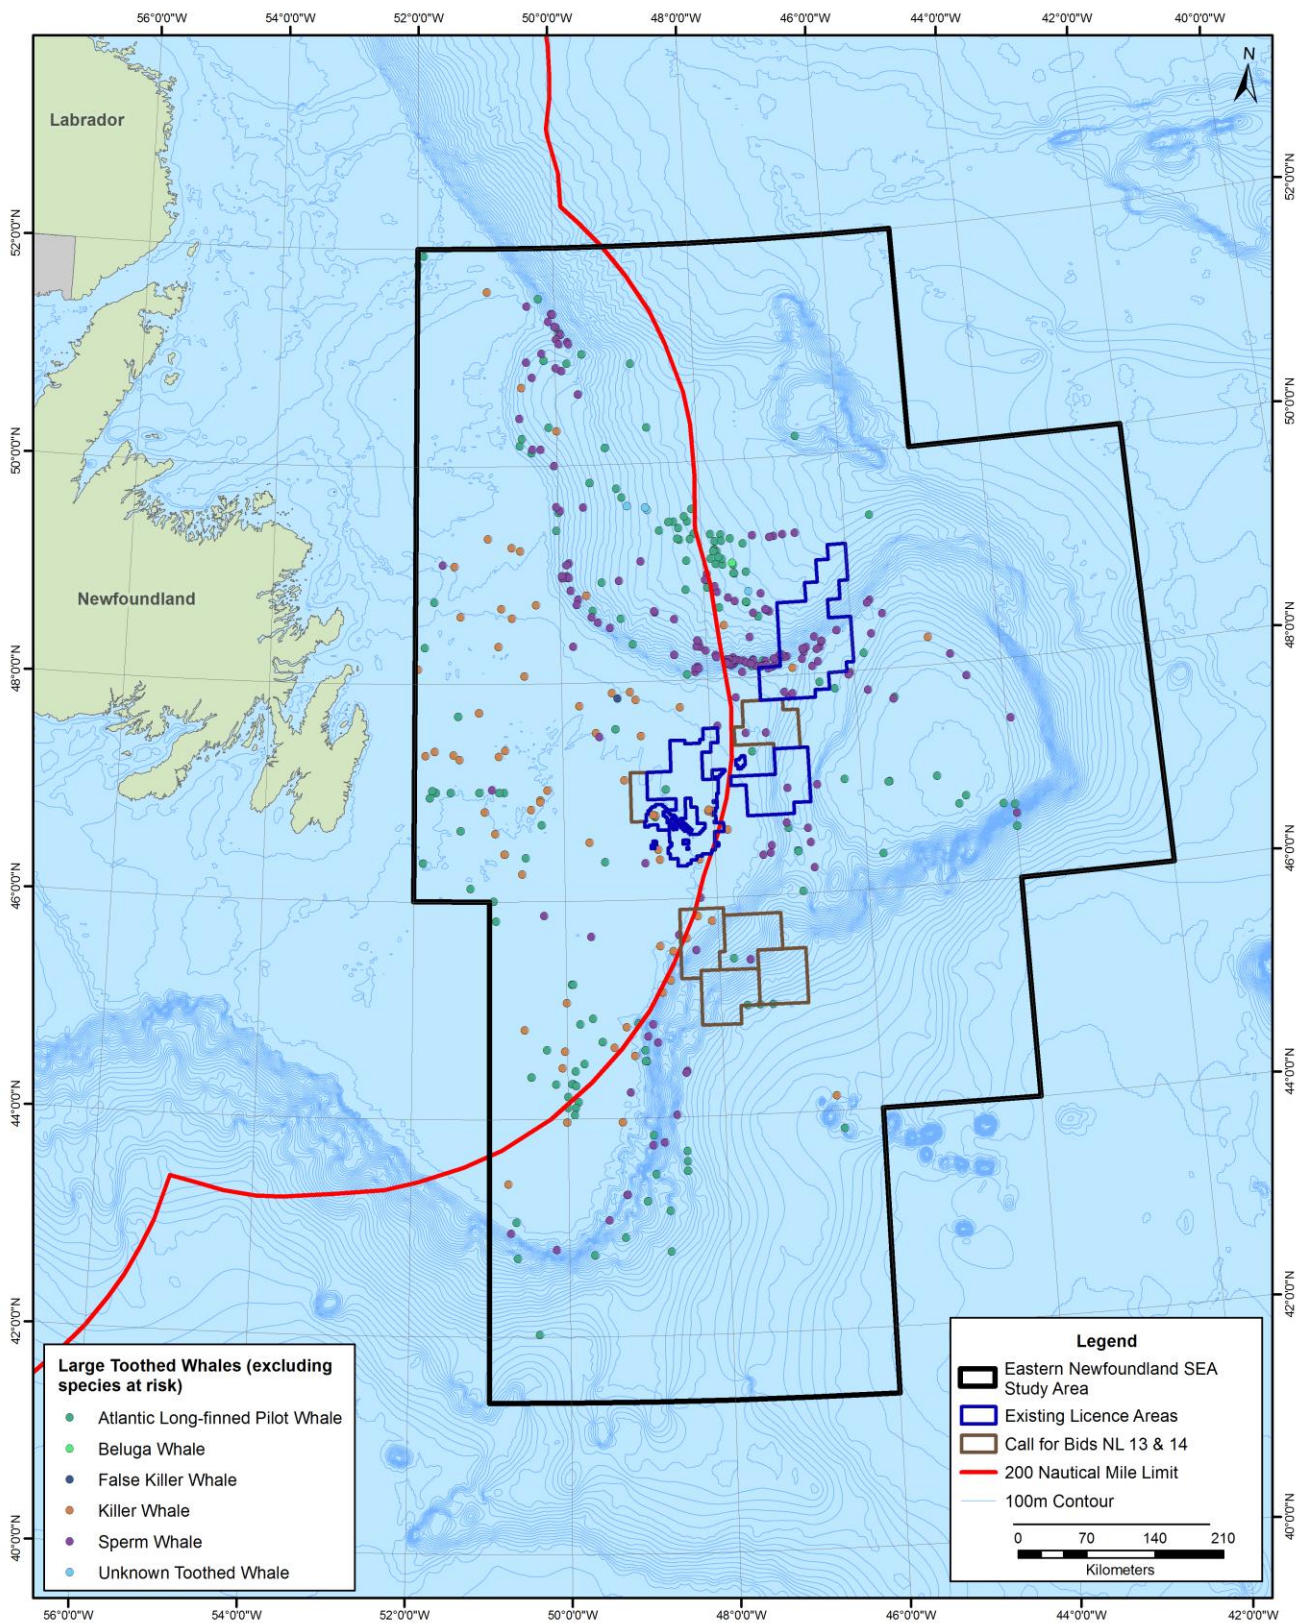 56°0'0"W
54°0'0"W
52°0'0"W
50°0'0"W
48°0'0"W
46°0'0"W
44°0'0"W
42°0'0"W
40°0'0"W
N
Labrador
Newfoundland
52°0'0"N
50°0'0"N
48°0'0"N
46°0'0"N
44°0'0"N
42°0'0"N
40°0'0"N
52°0'0"N
50°0'0"N
48°0'0"N
46°0'0"N
44°0'0"N
42°0'0"N
40°0'0"N
Large Toothed Whales (excluding
species at risk)
Atlantic Long-finned Pilot Whale
Beluga Whale
False Killer Whale
Killer Whale
Sperm Whale
Unknown Toothed Whale
Legend
Eastern Newfoundland SEA
Study Area
Existing Licence Areas
Call for Bids NL 13 & 14
200 Nautical Mile Limit
100m Contour
0 70 140 210
Kilometers
56°0'0"W
54°0'0"W
52°0'0"W
50°0'0"W
48°0'0"W
46°0'0"W
44°0'0"W
42°0'0"W